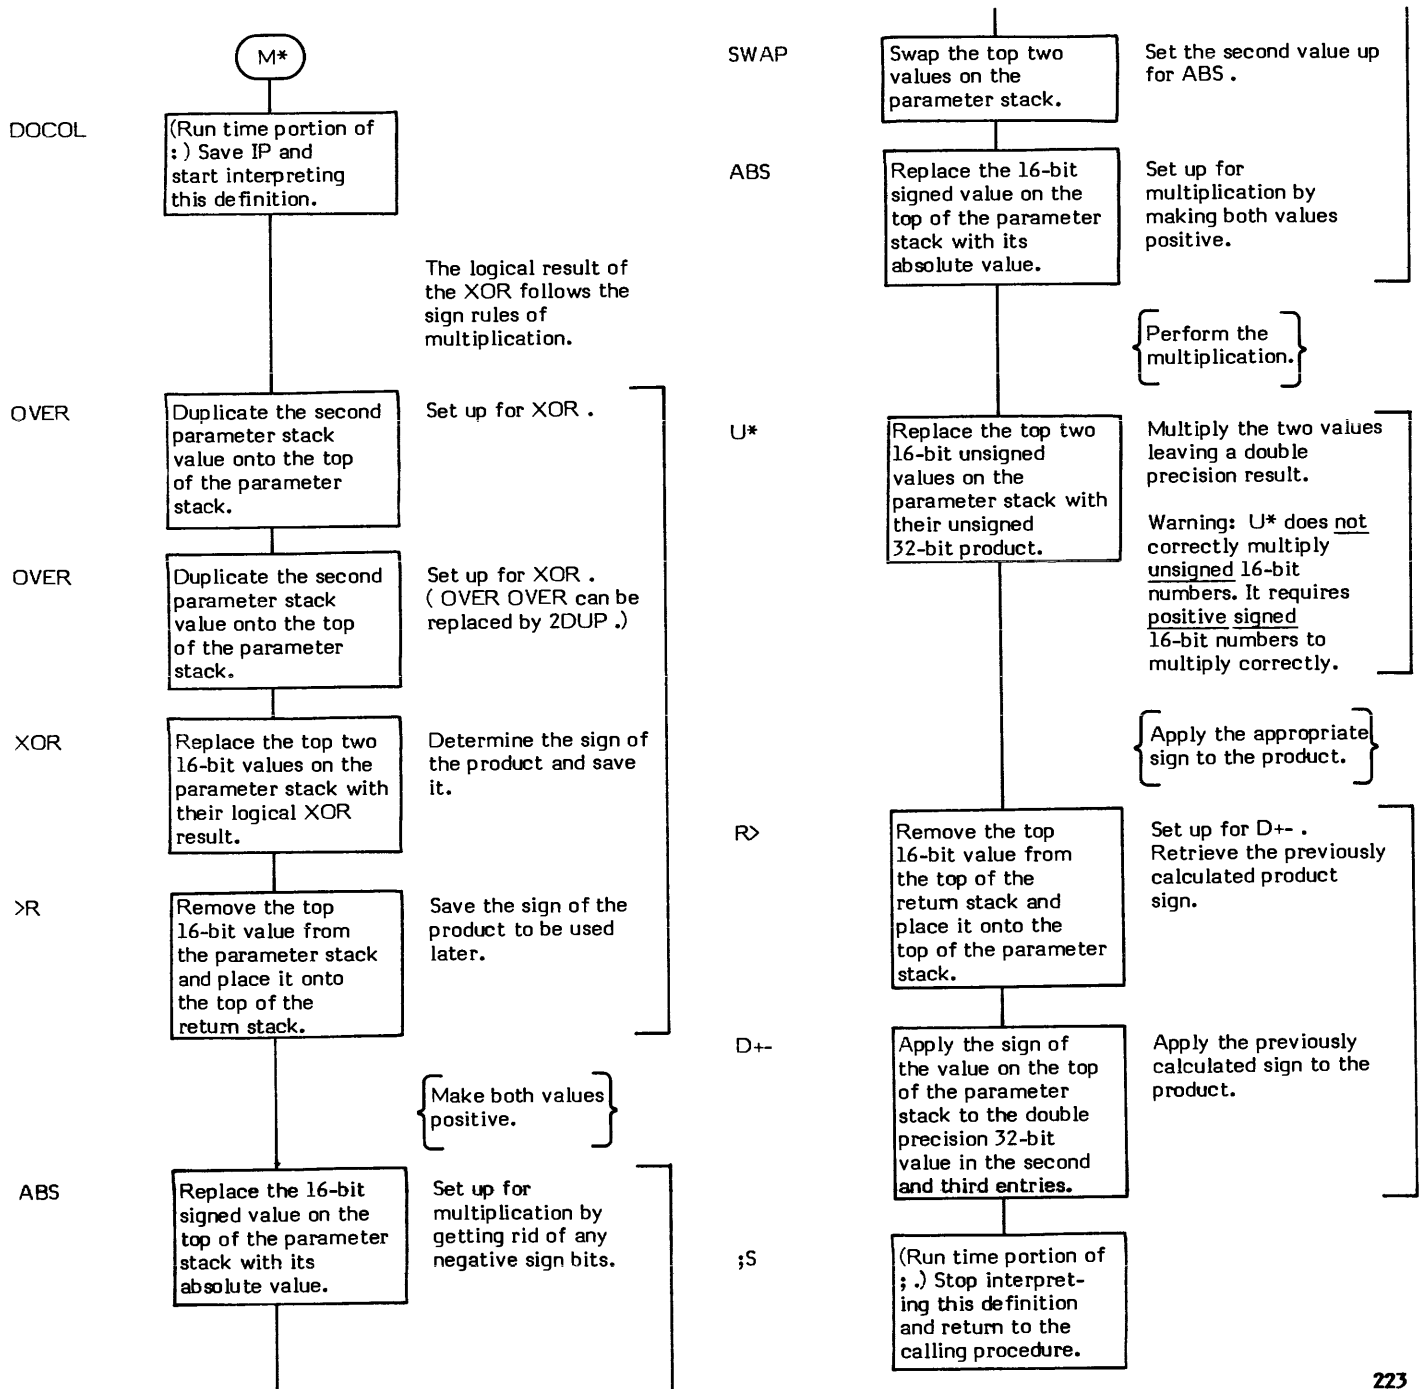 M*
DOCOL
(Run time portion of
: ) Save IP and
start interpreting
this definition.
The logical result of
the XOR follows the
sign rules of
multiplication.
OVER
Duplicate the second
parameter stack
value onto the top
of the parameter
stack.
Set up for XOR .
OVER
Duplicate the second
parameter stack
value onto the top
of the parameter
stack.
Set up for XOR .
( OVER OVER can be
replaced by 2DUP .)
XOR
Replace the top two
16-bit values on the
parameter stack with
their logical XOR
result.
Determine the sign of
the product and save
it.
>R
Remove the top
16-bit value from
the parameter stack
and place it onto
the top of the
return stack.
Save the sign of the
product to be used
later.
Make both values
positive.
ABS
Replace the 16-bit
signed value on the
top of the parameter
stack with its
absolute value.
Set up for
multiplication by
getting rid of any
negative sign bits.
SWAP
Swap the top two
values on the
parameter stack.
Set the second value up
for ABS .
ABS
Replace the 16-bit
signed value on the
top of the parameter
stack with its
absolute value.
Set up for
multiplication by
making both values
positive.
Perform the
multiplication.
U*
Replace the top two
16-bit unsigned
values on the
parameter stack with
their unsigned
32-bit product.
Multiply the two values
leaving a double
precision result.
Warning: U* does not
correctly multiply
unsigned 16-bit
numbers. It requires
positive signed
16-bit numbers to
multiply correctly.
Apply the appropriate
sign to the product.
R>
Remove the top
16-bit value from
the top of the
return stack and
place it onto the
top of the parameter
stack.
Set up for D+- .
Retrieve the previously
calculated product
sign.
D+-
Apply the sign of
the value on the top
of the parameter
stack to the double
precision 32-bit
value in the second
and third entries.
Apply the previously
calculated sign to the
product.
;S
(Run time portion of
; .) Stop interpret-
ing this definition
and return to the
calling procedure.
223